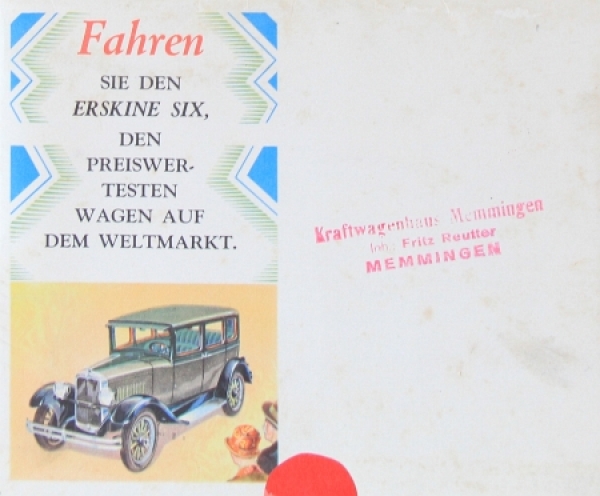 Fahren
SIE DEN
ERSKINE SIX,
DEN
PREISWER-
TESTEN
WAGEN AUF
DEM WELTMARKT.
Kraftwagenhaus Memmingen
Inh.: Fritz Reutter
MEMMINGEN